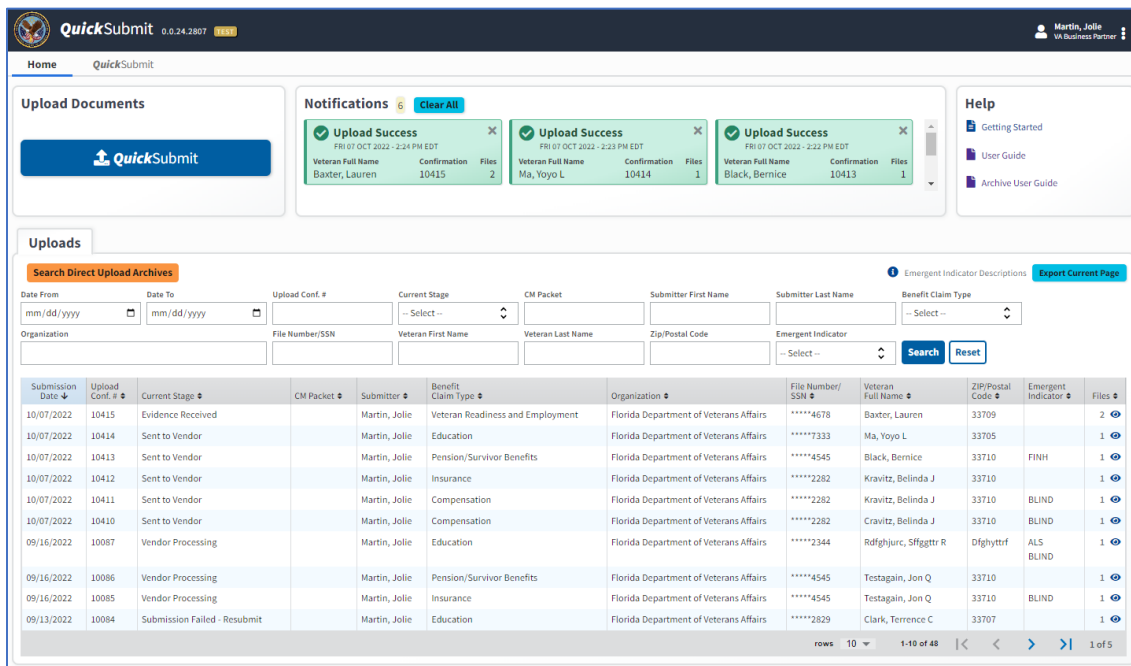 QuickSubmit 0.0.24.2807 TEST
Martin, Jolie
VA Business Partner
Home QuickSubmit
Upload Documents
QuickSubmit
Notifications 6 Clear All
Upload Success
FRI 07 OCT 2022 - 2:24 PM EDT
Veteran Full Name Confirmation Files
Baxter, Lauren 10415 2
Upload Success
FRI 07 OCT 2022 - 2:23 PM EDT
Veteran Full Name Confirmation Files
Ma, Yoyo L 10414 1
Upload Success
FRI 07 OCT 2022 - 2:22 PM EDT
Veteran Full Name Confirmation Files
Black, Bernice 10413 1
Help
Getting Started
User Guide
Archive User Guide
Uploads
Search Direct Upload Archives
Emergent Indicator Descriptions Export Current Page
Date From Date To Upload Conf. # Current Stage CM Packet Submitter First Name Submitter Last Name Benefit Claim Type
mm/dd/yyyy mm/dd/yyyy -- Select -- -- Select --
Organization File Number/SSN Veteran First Name Veteran Last Name Zip/Postal Code Emergent Indicator
-- Select -- Search Reset
Submission Date Upload Conf. # Current Stage CM Packet Submitter Benefit Claim Type Organization File Number/ SSN Veteran Full Name ZIP/Postal Code Emergent Indicator Files
10/07/2022 10415 Evidence Received Martin, Jolie Veteran Readiness and Employment Florida Department of Veterans Affairs *****4678 Baxter, Lauren 33709 2
10/07/2022 10414 Sent to Vendor Martin, Jolie Education Florida Department of Veterans Affairs *****7333 Ma, Yoyo L 33705 1
10/07/2022 10413 Sent to Vendor Martin, Jolie Pension/Survivor Benefits Florida Department of Veterans Affairs *****4545 Black, Bernice 33710 FINH 1
10/07/2022 10412 Sent to Vendor Martin, Jolie Insurance Florida Department of Veterans Affairs *****2282 Kravitz, Belinda J 33710 1
10/07/2022 10411 Sent to Vendor Martin, Jolie Compensation Florida Department of Veterans Affairs *****2282 Kravitz, Belinda J 33710 BLIND 1
10/07/2022 10410 Sent to Vendor Martin, Jolie Compensation Florida Department of Veterans Affairs *****2282 Cravitz, Belinda J 33710 BLIND 1
09/16/2022 10087 Vendor Processing Martin, Jolie Education Florida Department of Veterans Affairs *****2344 Rdfghjurc, Sffggttr R Dfghyttrf ALS 1
BLIND
09/16/2022 10086 Vendor Processing Martin, Jolie Pension/Survivor Benefits Florida Department of Veterans Affairs *****4545 Testagain, Jon Q 33710 1
09/16/2022 10085 Vendor Processing Martin, Jolie Insurance Florida Department of Veterans Affairs *****4545 Testagain, Jon Q 33710 BLIND 1
09/13/2022 10084 Submission Failed - Resubmit Martin, Jolie Education Florida Department of Veterans Affairs *****2829 Clark, Terrence C 33707 1
rows 10 1-10 of 48 1 of 5